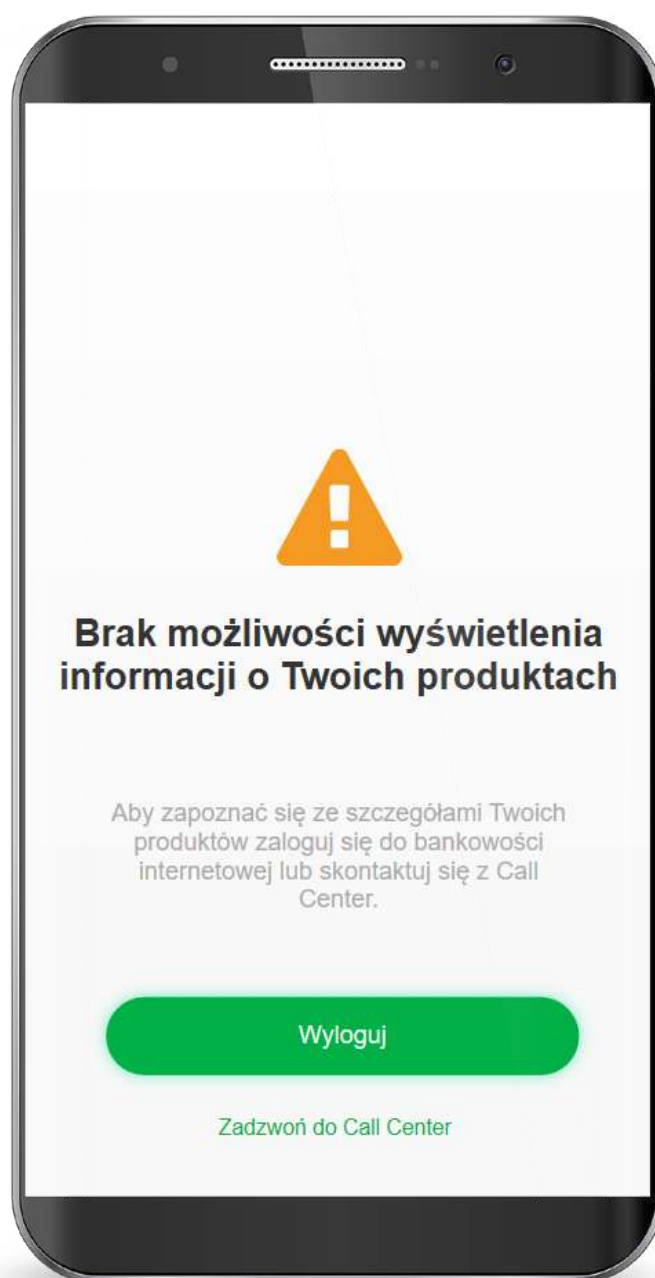 Brak możliwości wyświetlenia
informacji o Twoich produktach
Aby zapoznać się ze szczegółami Twoich
produktów zaloguj się do bankowości
internetowej lub skontaktuj się z Call
Center.
Wyloguj
Zadzwoń do Call Center